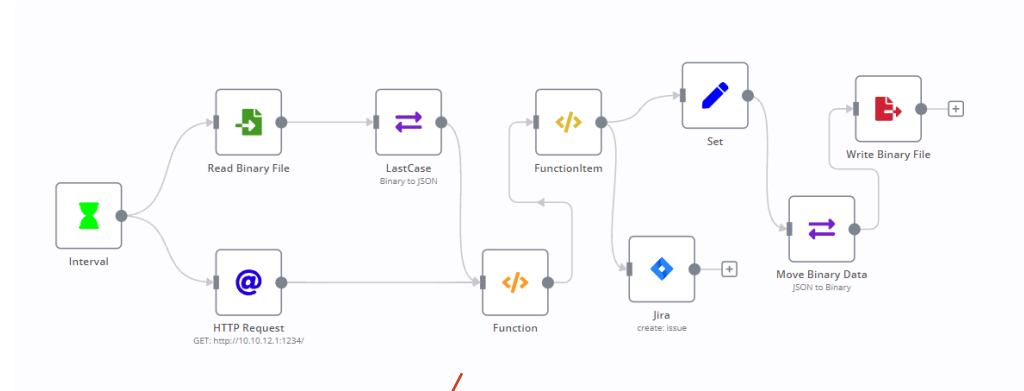 Interval
Read Binary File
HTTP Request
GET: http://10.10.12.1:1234/
LastCase
Binary to JSON
Function
FunctionItem
Jira
create: issue
Set
Move Binary Data
JSON to Binary
Write Binary File